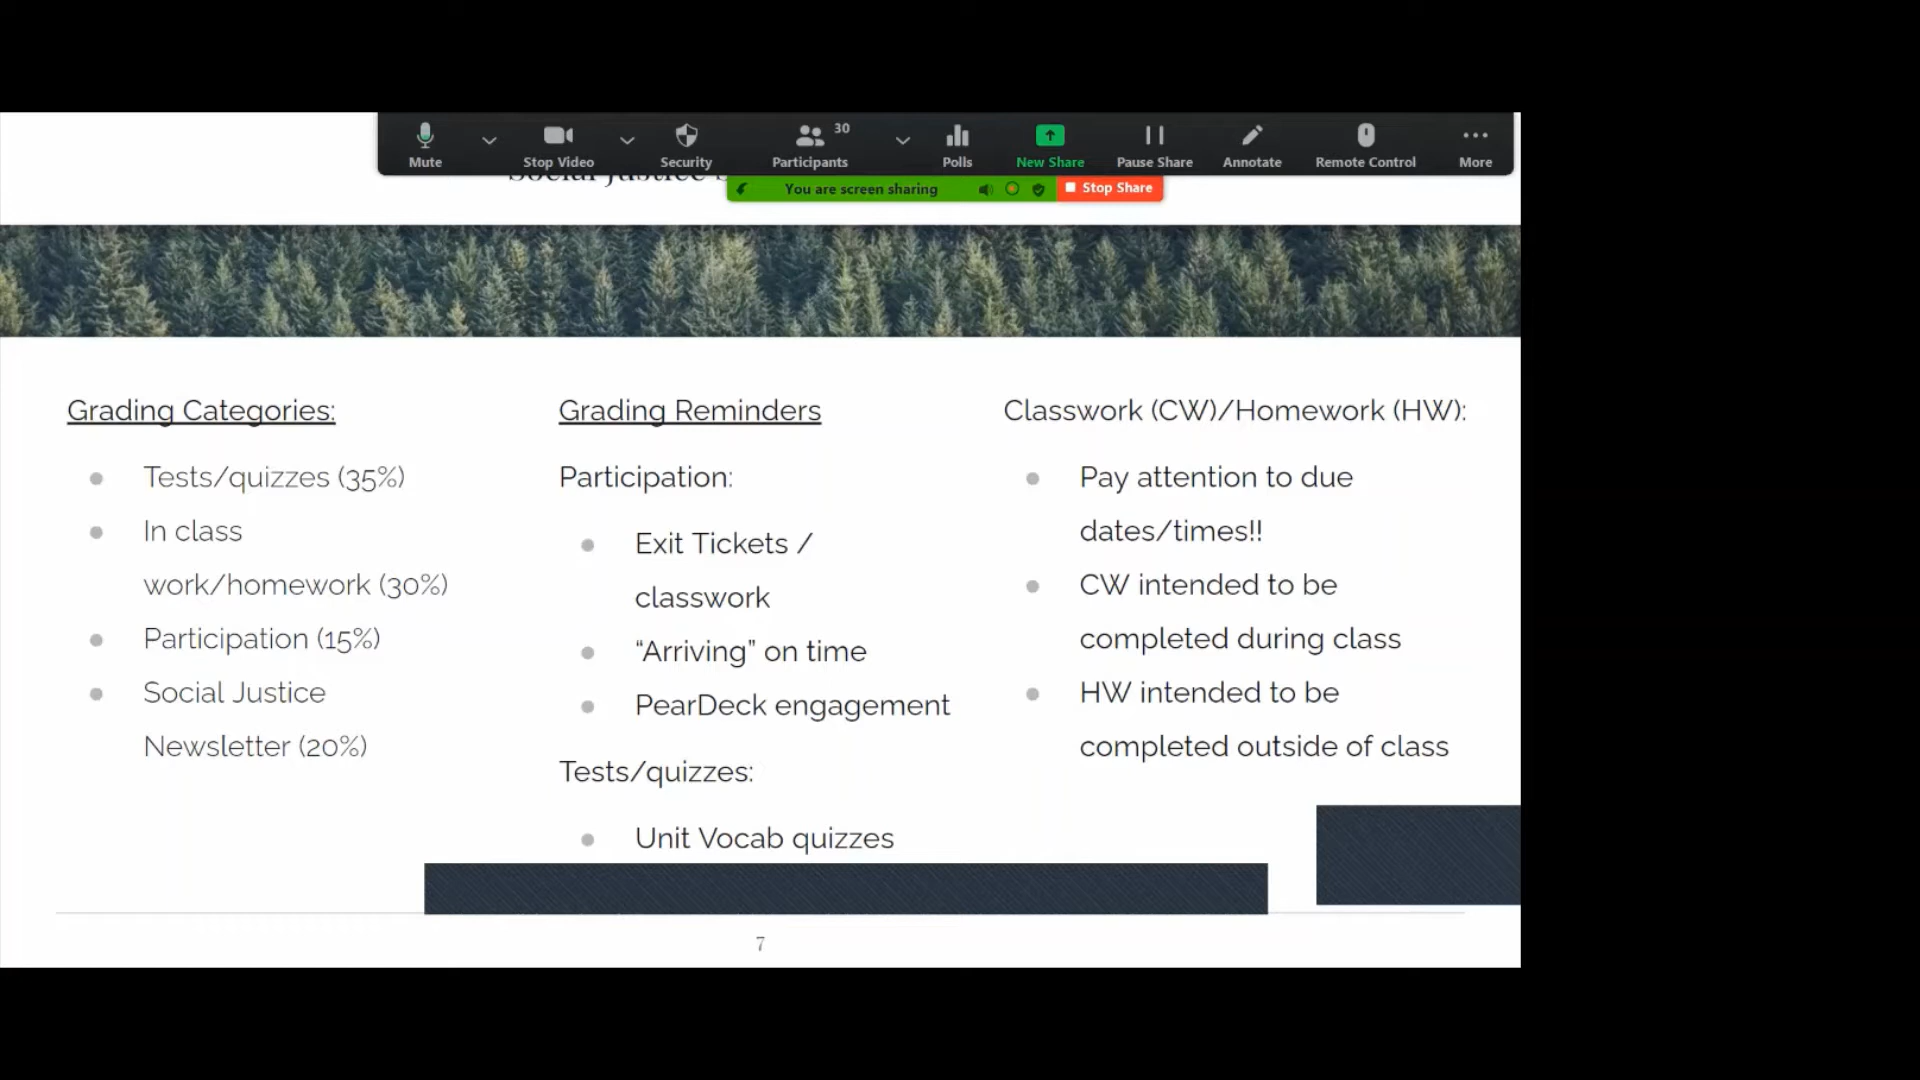 30
Mute
Stop Video
Security
Participants
Polls
New Share
Pause Share
Annotate
Remote Control
More
Social Justice
You are screen sharing
Stop Share
Grading Categories:
Tests/quizzes (35%)
In class
work/homework (30%)
Participation (15%)
Social Justice
Newsletter (20%)
Grading Reminders
Participation:
Exit Tickets /
classwork
“Arriving” on time
PearDeck engagement
Tests/quizzes:
Unit Vocab quizzes
Classwork (CW)/Homework (HW):
Pay attention to due
dates/times!!
CW intended to be
completed during class
HW intended to be
completed outside of class
7